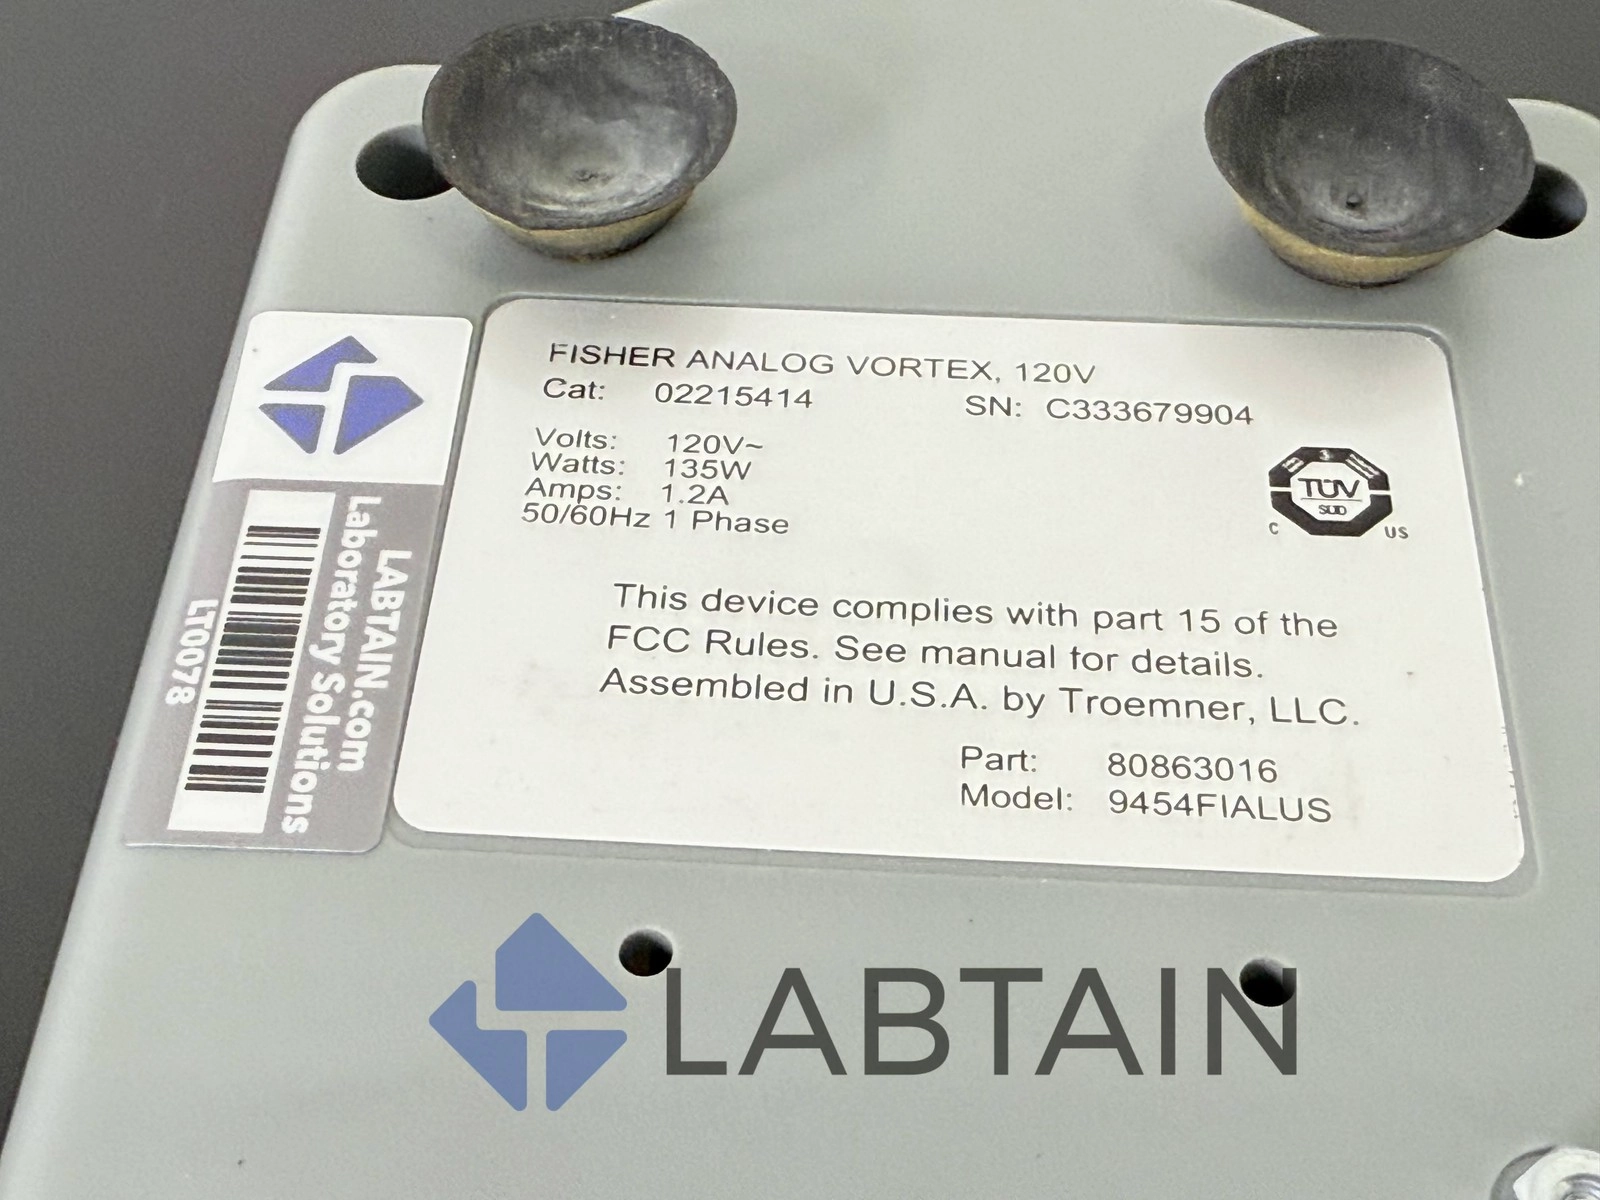 FISHER ANALOG VORTEX, 120V
Cat: 02215414 SN: C333679904
Volts: 120V~
Watts: 135W
Amps: 1.2A
50/60Hz 1 Phase
TÜV
SÜD
C US
This device complies with part 15 of the
FCC Rules. See manual for details.
Assembled in U.S.A. by Troemner, LLC.
Part: 80863016
Model: 9454FIALUS
LABTAIN.com
Laboratory Solutions
LT0078
LABTAIN